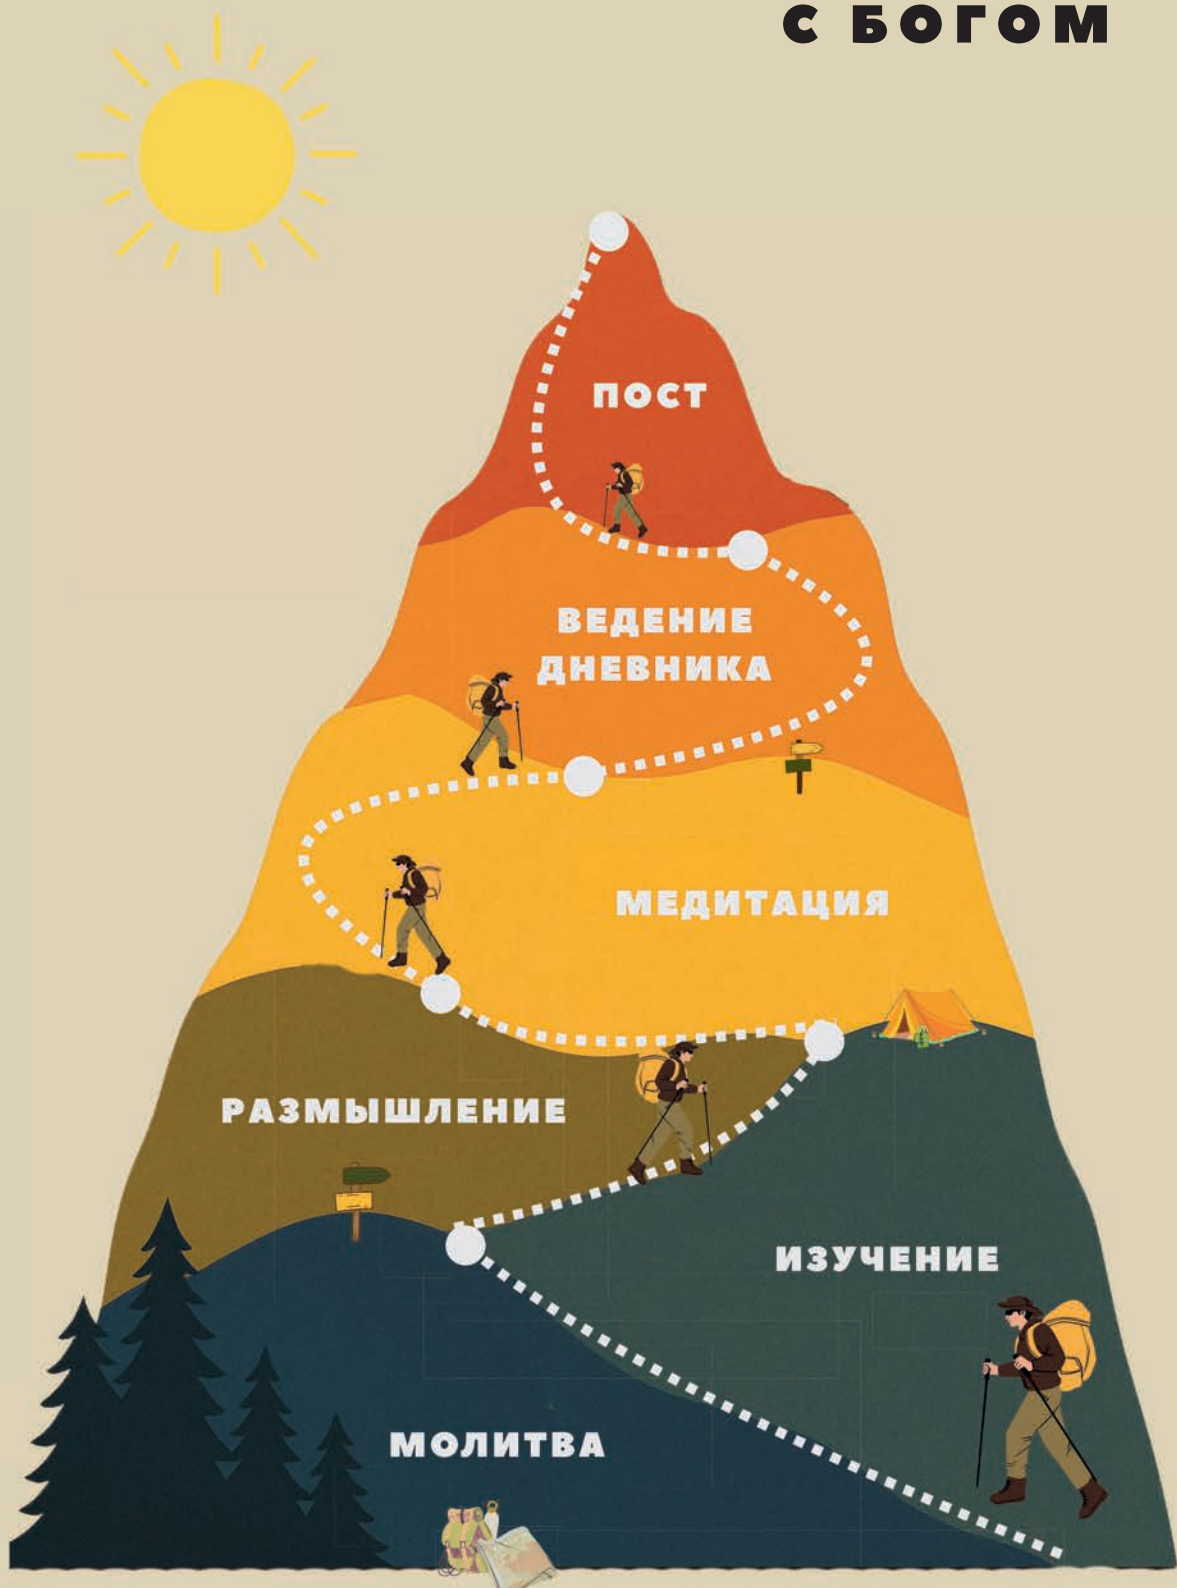 С БОГОМ
ПОСТ
ВЕДЕНИЕ
ДНЕВНИКА
МЕДИТАЦИЯ
РАЗМЫШЛЕНИЕ
ИЗУЧЕНИЕ
МОЛИТВА